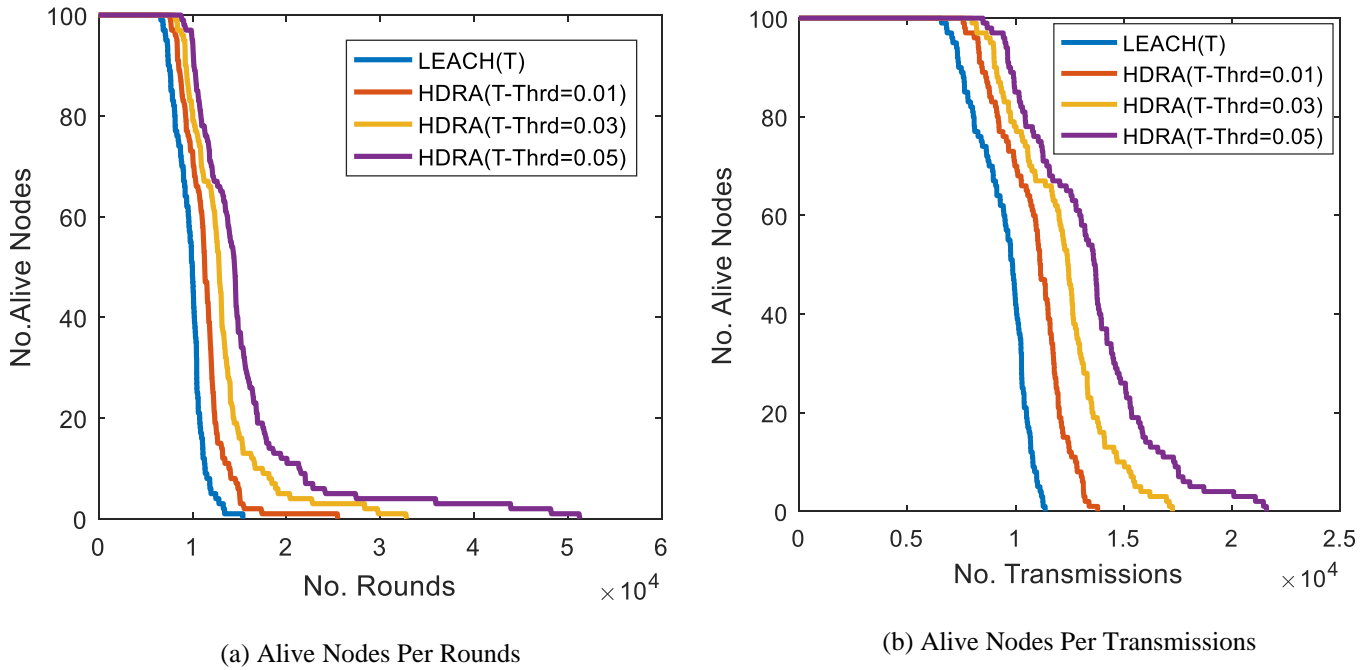 100
80
60
40
20
0
No.Alive Nodes
LEACH(T)
HDRA(T-Thrd=0.01)
HDRA(T-Thrd=0.03)
HDRA(T-Thrd=0.05)
0 1 2 3 4 5 6
No. Rounds
×10^4
(a) Alive Nodes Per Rounds
100
80
60
40
20
0
No. Alive Nodes
LEACH(T)
HDRA(T-Thrd=0.01)
HDRA(T-Thrd=0.03)
HDRA(T-Thrd=0.05)
0 0.5 1 1.5 2 2.5
No. Transmissions
×10^4
(b) Alive Nodes Per Transmissions